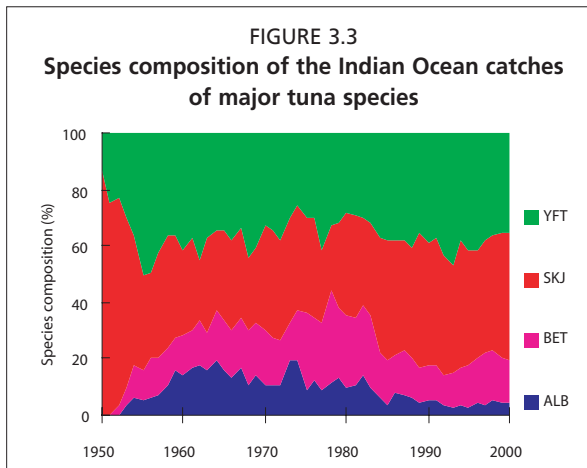 FIGURE 3.3
Species composition of the Indian Ocean catches
of major tuna species
Species composition (%)
100
80
60
40
20
0
1950
1960
1970
1980
1990
2000
YFT
SKJ
BET
ALB